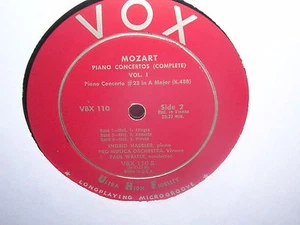 VOX
MOZART
PIANO CONCERTOS (COMPLETE)
VOL. I
Piano Concerto #23 in A Major (K.488)
VBX 110
Side 2
INGRID HAEBLER, piano
PRO MUSICA ORCHESTRA, Vienna
PAUL WALTER, conductor
ULTRA HIGH FIDELITY
LONGPLAYING MICROGROOVE